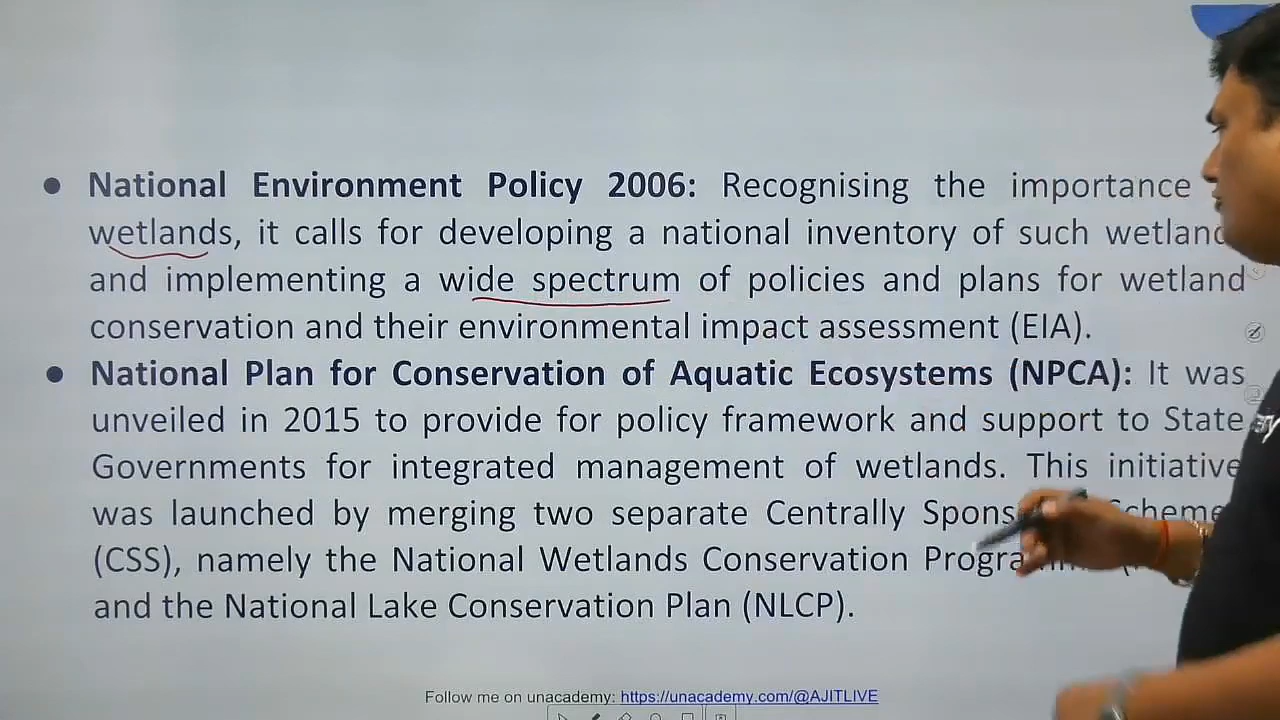 ● National Environment Policy 2006: Recognising the importance
wetlands, it calls for developing a national inventory of such
and implementing a wide spectrum of policies and plans for wetland
conservation and their environmental impact assessment (EIA).
● National Plan for Conservation of Aquatic Ecosystems (NPCA): It was
unveiled in 2015 to provide for policy framework and support to State
Governments for integrated management of wetlands. This initiative
was launched by merging two separate Centrally
(CSS), namely the National Wetlands Conservation
and the National Lake Conservation Plan (NLCP).
Follow me on unacademy: https://unacademy.com/@AJITLIVE